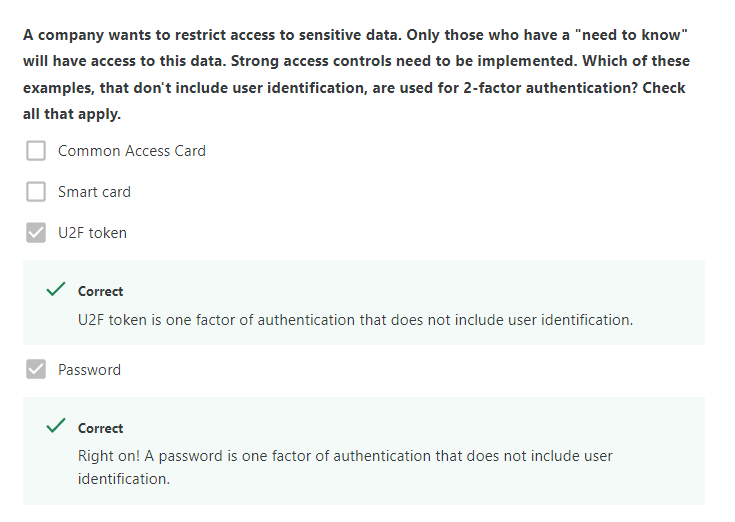 A company wants to restrict access to sensitive data. Only those who have a "need to know"
will have access to this data. Strong access controls need to be implemented. Which of these
examples, that don't include user identification, are used for 2-factor authentication? Check
all that apply.
Common Access Card
Smart card
U2F token
Correct
U2F token is one factor of authentication that does not include user identification.
Password
Correct
Right on! A password is one factor of authentication that does not include user
identification.